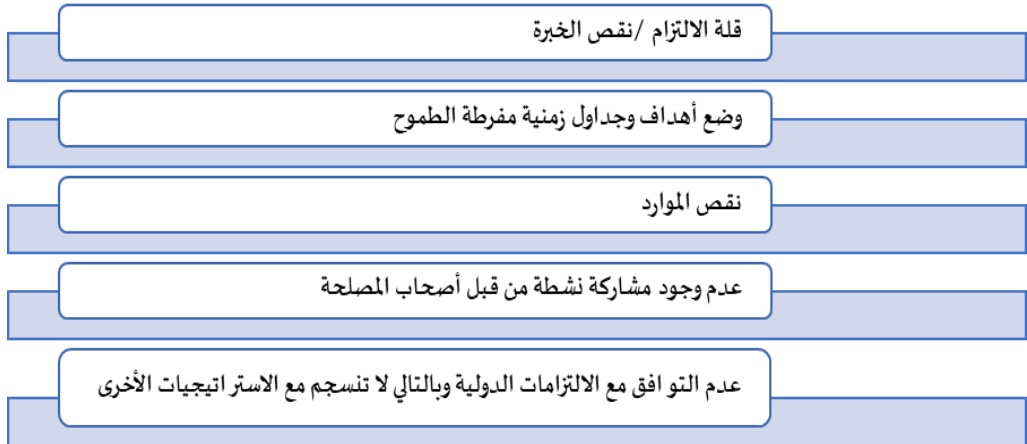 قلة الالتزام /نقص الخبرة
وضع أهداف وجداول زمنية مفرطة الطموح
نقص الموارد
عدم وجود مشاركة نشطة من قبل أصحاب المصلحة
عدم التو افق مع الالتزامات الدولية وبالتالي لا تنسجم مع الاستر اتيجيات الأخرى